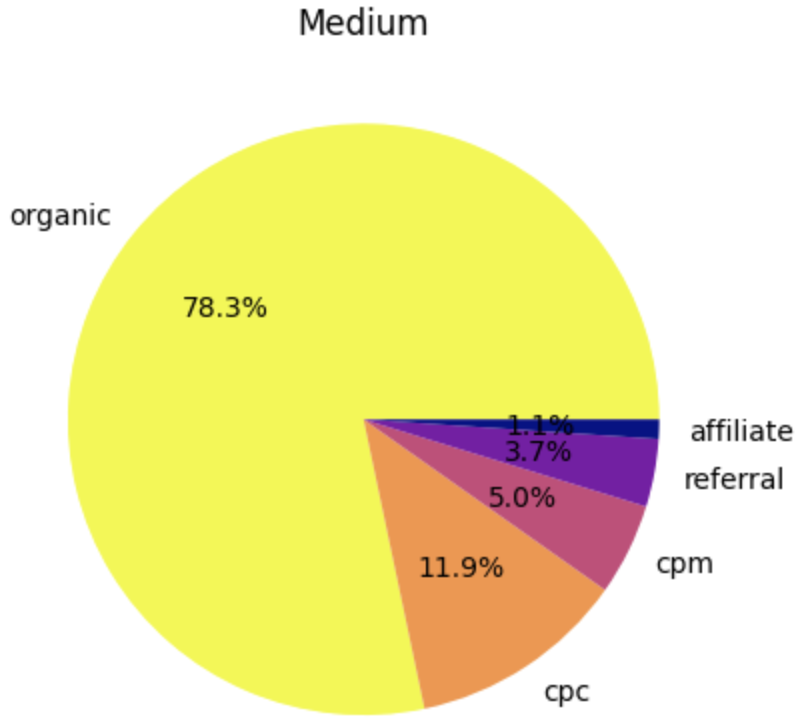 Medium
organic
78.3%
1.1%
affiliate
3.7%
referral
5.0%
cpm
11.9%
cpc